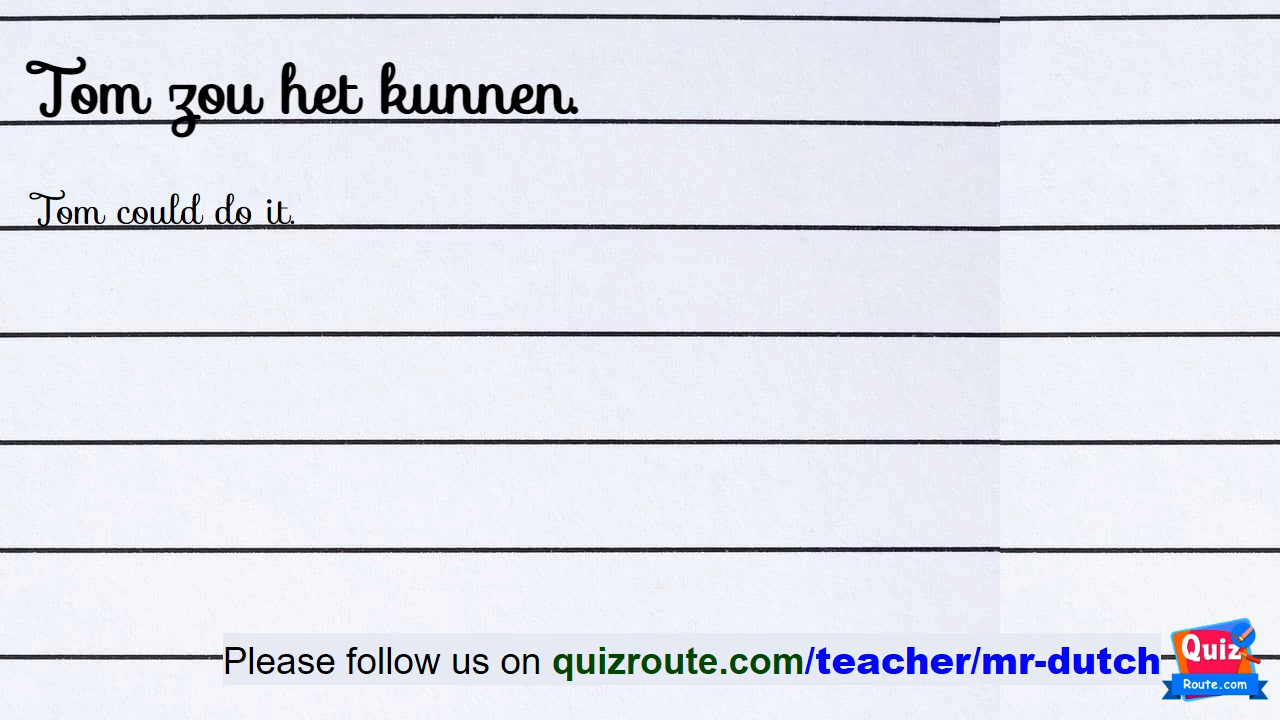 Tom zou het kunnen.
Tom could do it.
Please follow us on quizroute.com/teacher/mr-dutch
Quiz
Route.com